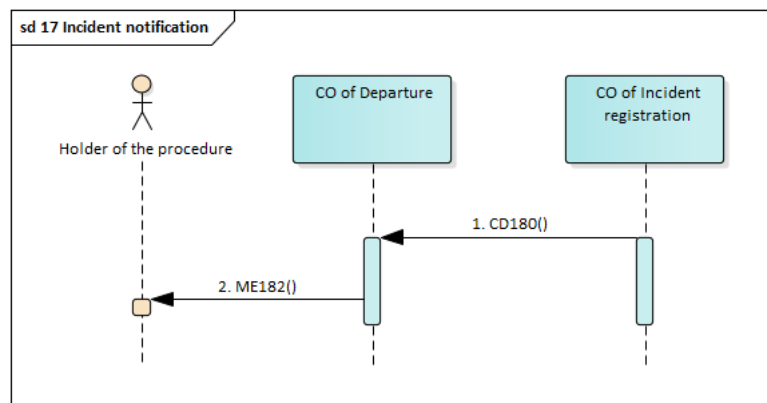 sd 17 Incident notification
Holder of the procedure
CO of Departure
CO of Incident
registration
1. CD180()
2. ME182()